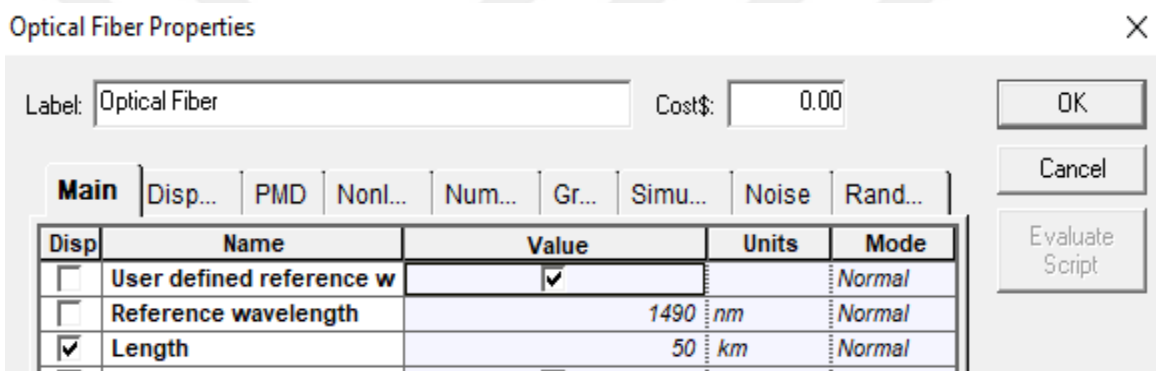 Optical Fiber Properties
Label: Optical Fiber Cost$: 0.00 OK
Cancel
Main Disp... PMD Nonl... Num... Gr... Simu... Noise Rand...
Evaluate
Script
Disp Name Value Units Mode
User defined reference w Normal
Reference wavelength 1490 nm Normal
Length 50 km Normal